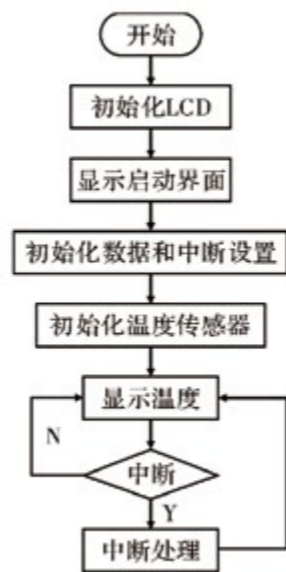 开始
初始化LCD
显示启动界面
初始化数据和中断设置
初始化温度传感器
显示温度
N
中断
Y
中断处理